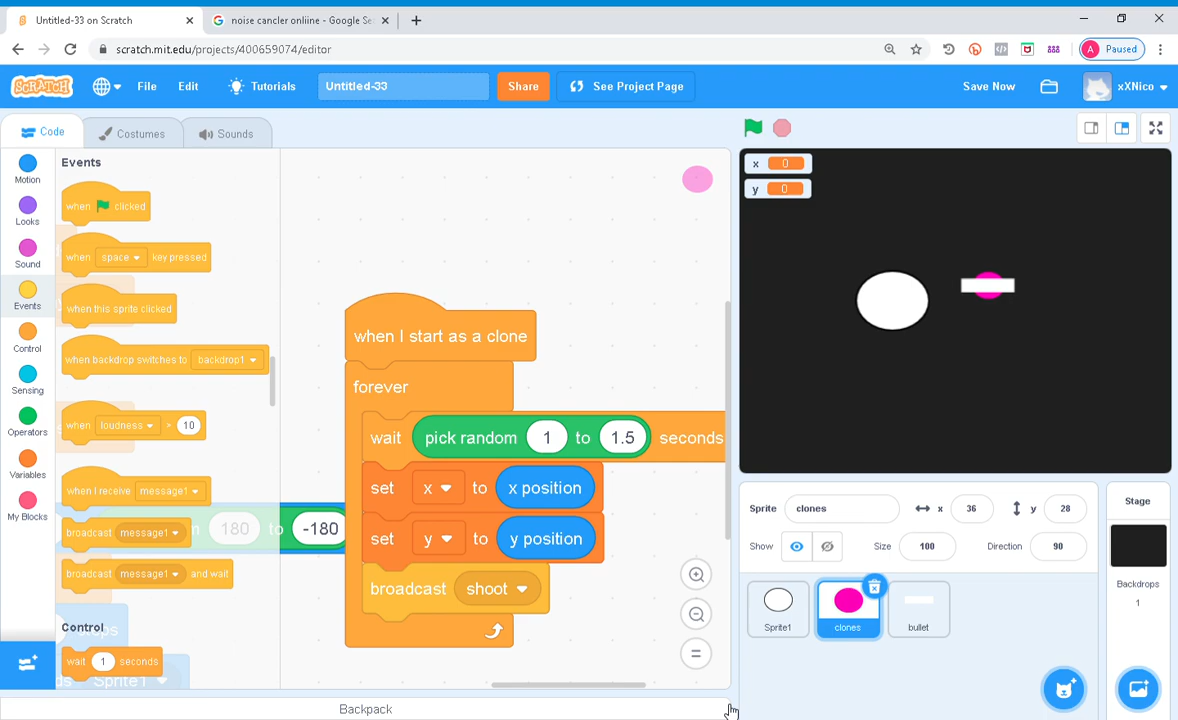 Untitled-33 on Scratch
noise cancler onliine - Google Se
scratch.mit.edu/projects/400659074/editor
A Paused
SCRATCH File Edit Tutorials Untitled-33 Share See Project Page Save Now xXNico
Code Costumes Sounds
Motion
Looks
Sound
Events
Control
Sensing
Operators
Variables
My Blocks
Events
when clicked
when space key pressed
when this sprite clicked
when backdrop switches to backdrop1
when loudness > 10
when I receive message1
broadcast message1
broadcast message1 and wait
Control
wait 1 seconds
180 to -180
Sprite1
when I start as a clone
forever
wait pick random 1 to 1.5 seconds
set x to x position
set y to y position
broadcast shoot
Backpack
x 0
y 0
Sprite clones x 36 y 28
Show Size 100 Direction 90
Sprite1 clones bullet
Stage
Backdrops
1